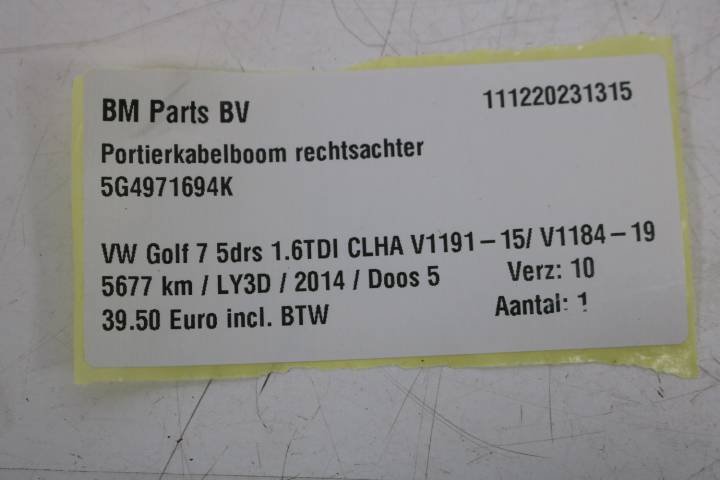 BM Parts BV 111220231315
Portierkabelboom rechtsachter
5G4971694K
VW Golf 7 5drs 1.6TDI CLHA V1191-15/ V1184-19
5677 km / LY3D / 2014 / Doos 5 Verz: 10
39.50 Euro incl. BTW Aantal: 1